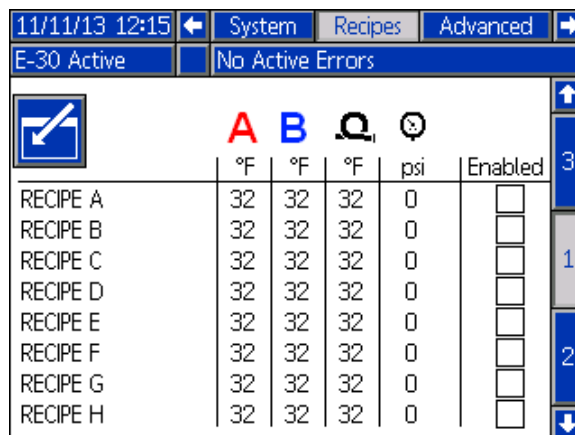 11/11/13 12:15 System Recipes Advanced
E-30 Active No Active Errors
A B
°F °F °F psi Enabled
RECIPE A 32 32 32 0
RECIPE B 32 32 32 0
RECIPE C 32 32 32 0
RECIPE D 32 32 32 0
RECIPE E 32 32 32 0
RECIPE F 32 32 32 0
RECIPE G 32 32 32 0
RECIPE H 32 32 32 0
3
1
2